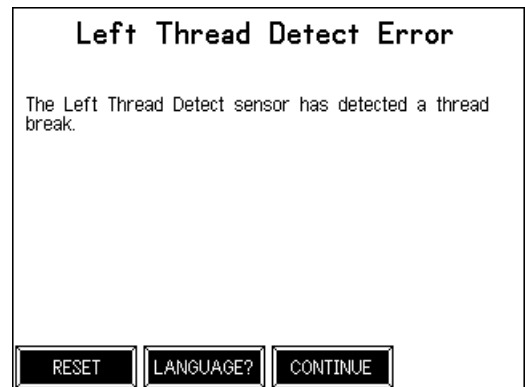 Left Thread Detect Error
The Left Thread Detect sensor has detected a thread
break.
RESET LANGUAGE? CONTINUE